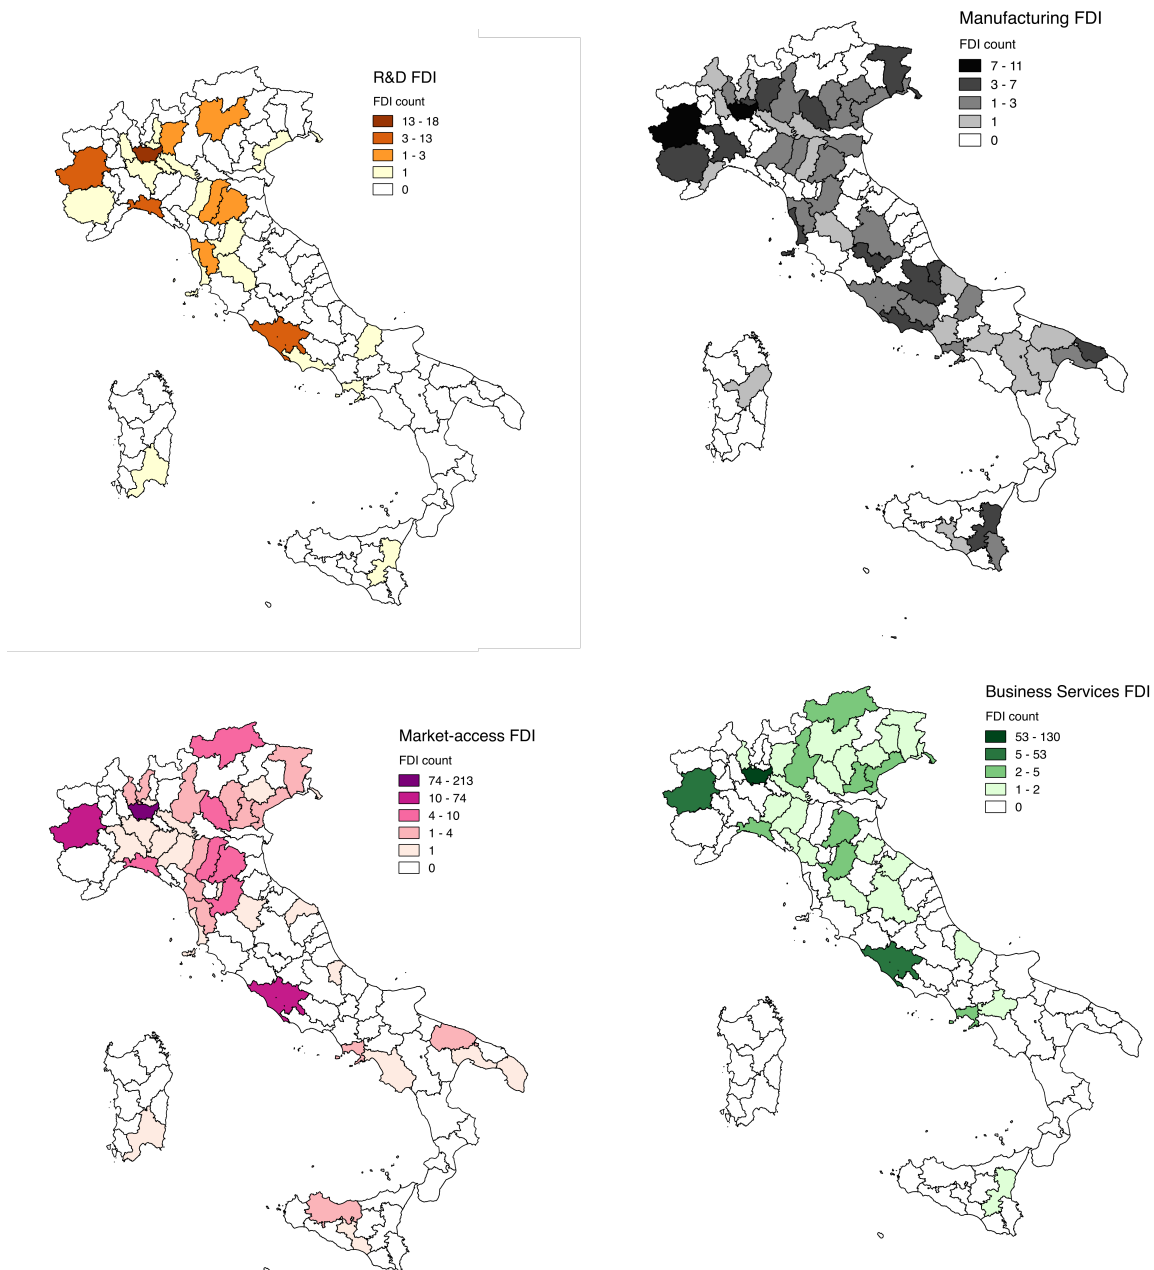 R&D FDI
FDI count
13 - 18
3 - 13
1 - 3
1
0
Manufacturing FDI
FDI count
7 - 11
3 - 7
1 - 3
1
0
Market-access FDI
FDI count
74 - 213
10 - 74
4 - 10
1 - 4
1
0
Business Services FDI
FDI count
53 - 130
5 - 53
2 - 5
1 - 2
0